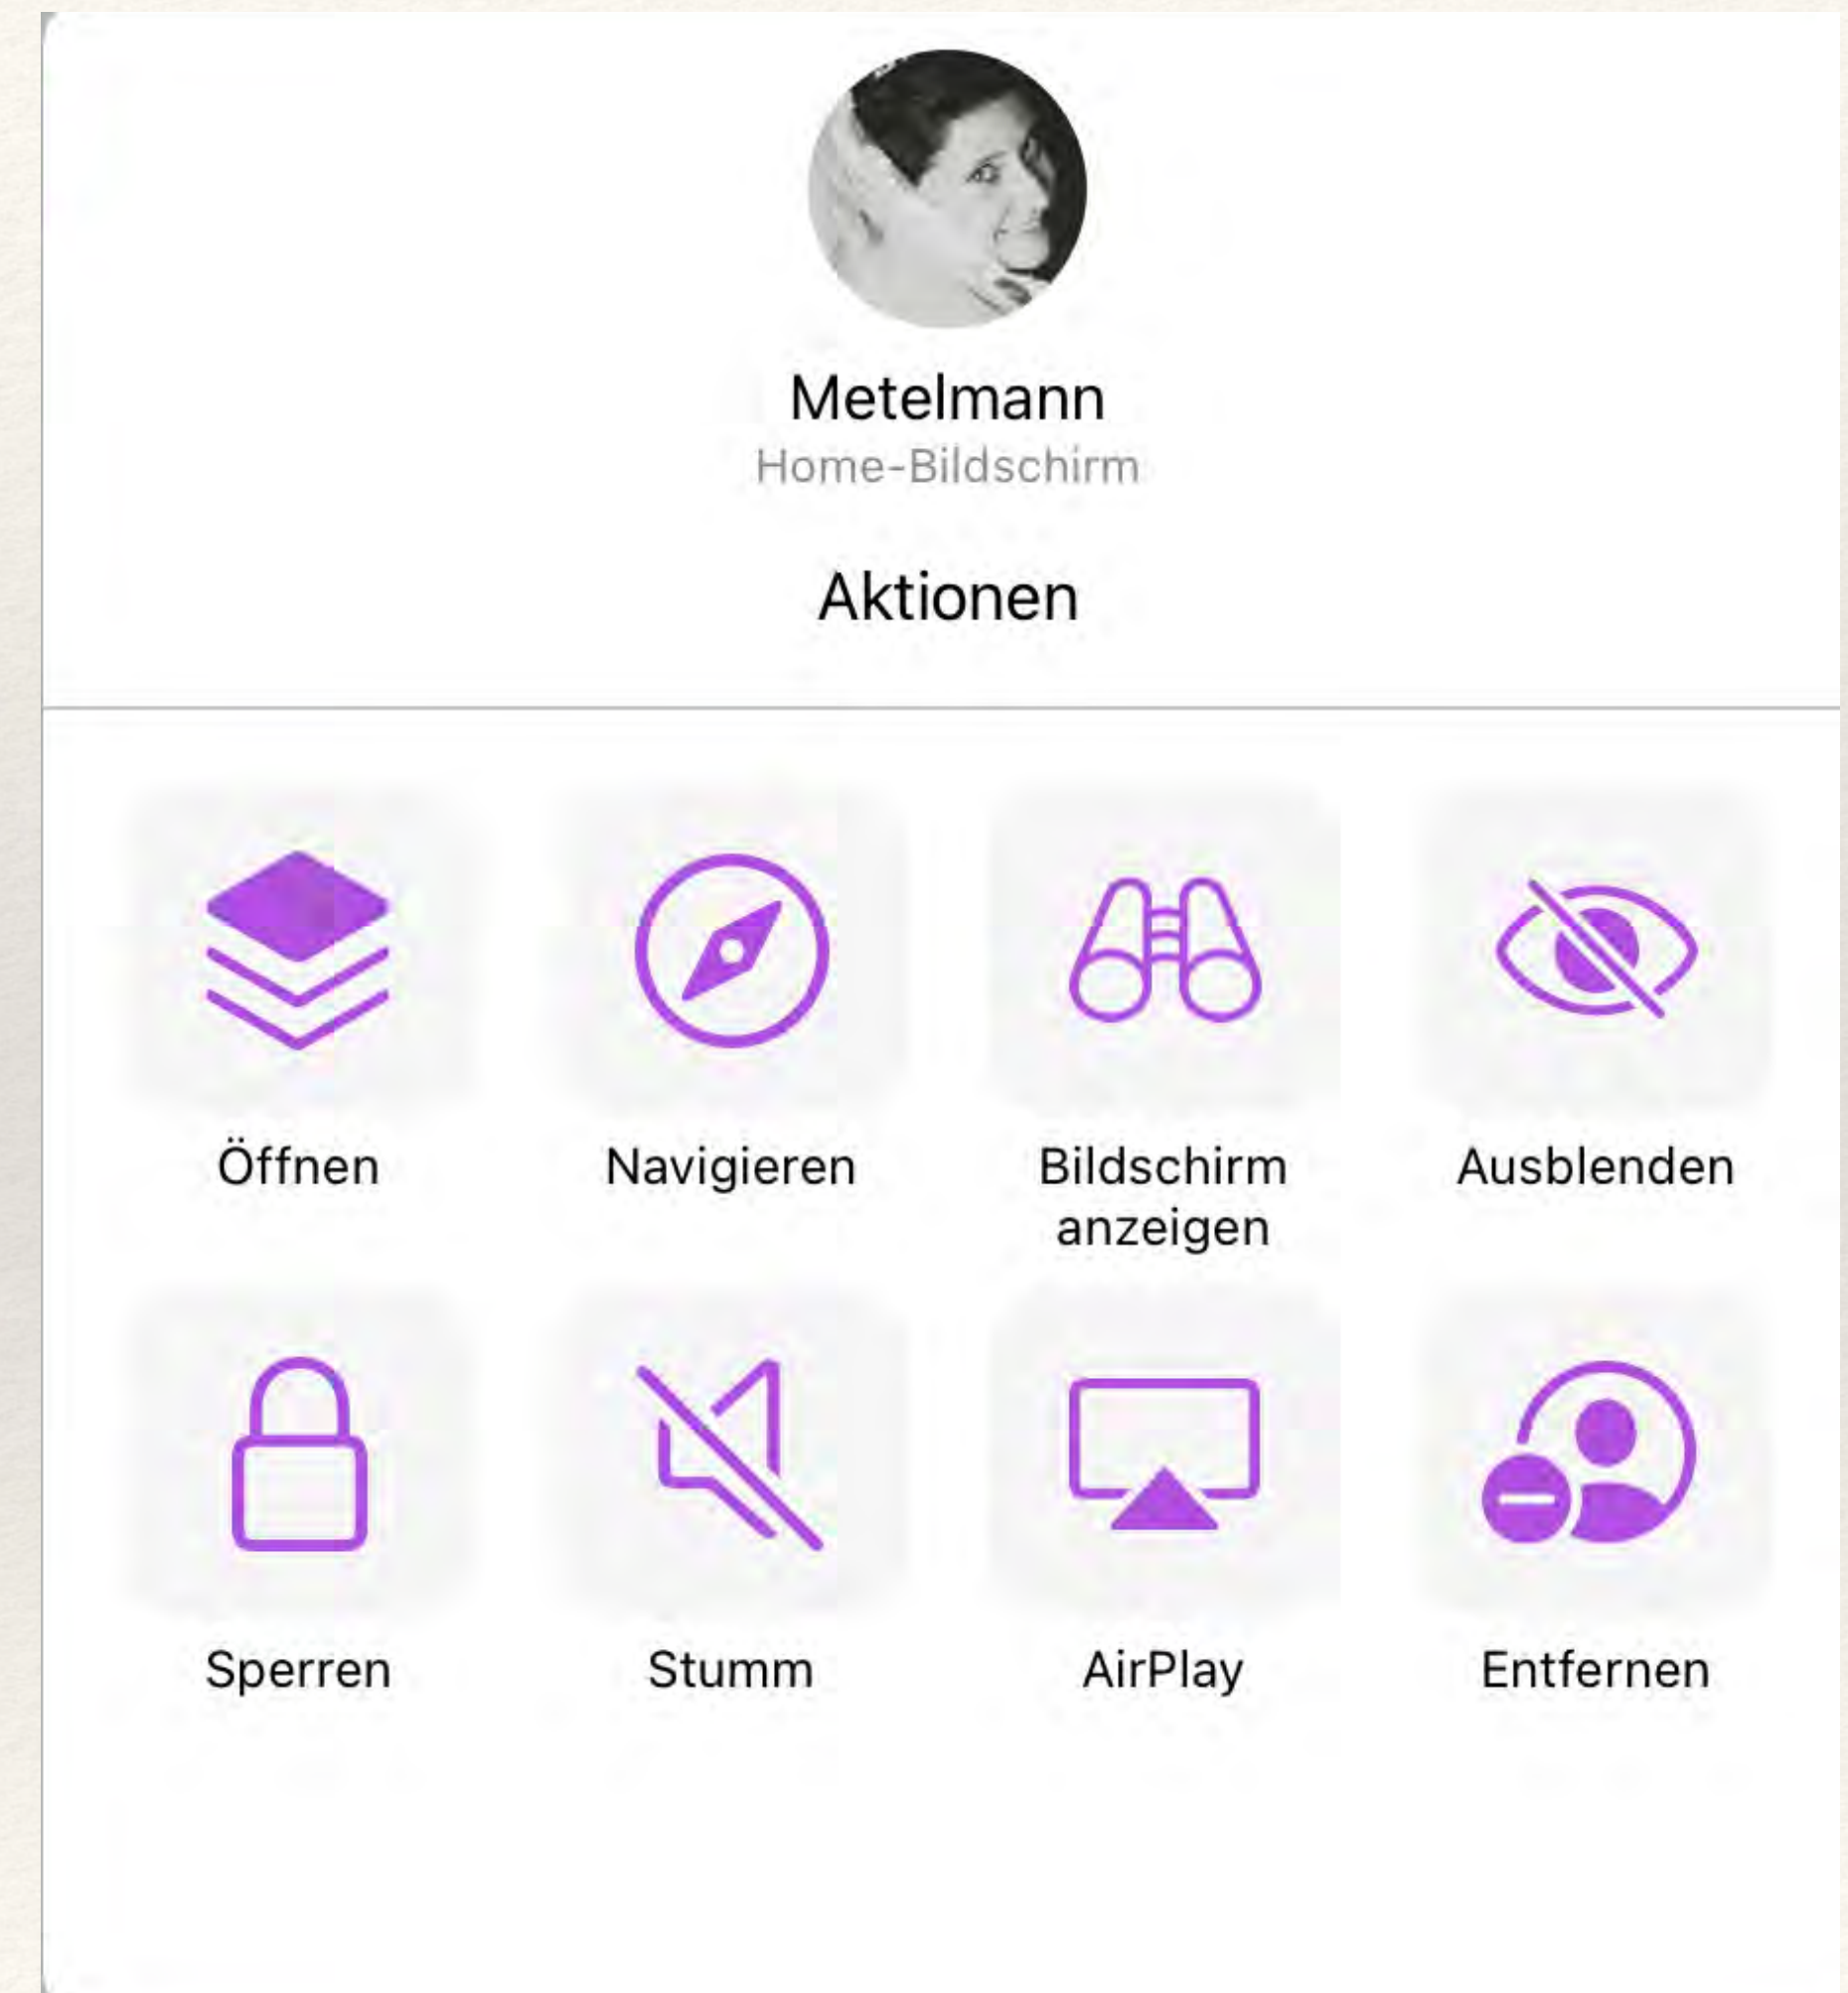 Metelmann
Home-Bildschirm
Aktionen
Öffnen
Navigieren
Bildschirm
anzeigen
Ausblenden
Sperren
Stumm
AirPlay
Entfernen